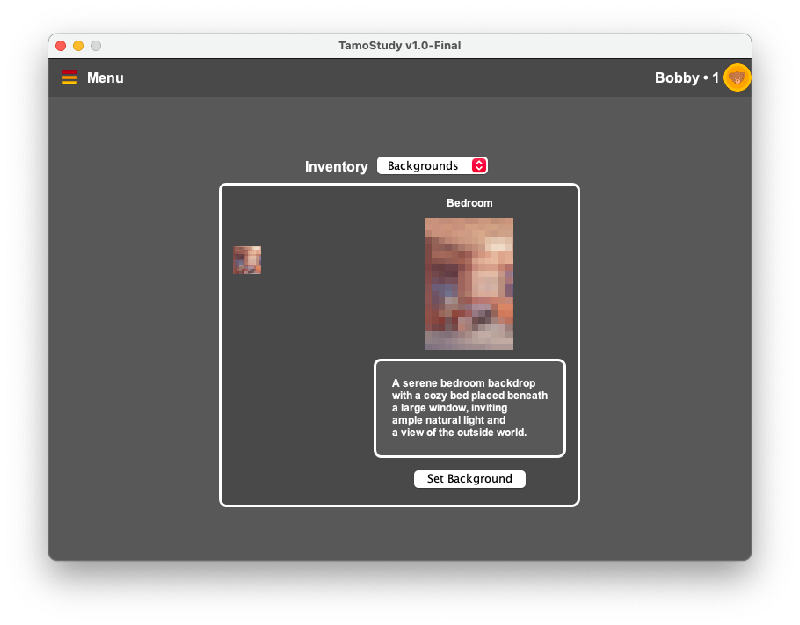 TamoStudy v1.0-Final
Menu
Bobby • 1
Inventory Backgrounds
Bedroom
A serene bedroom backdrop
with a cozy bed placed beneath
a large window, inviting
ample natural light and
a view of the outside world.
Set Background